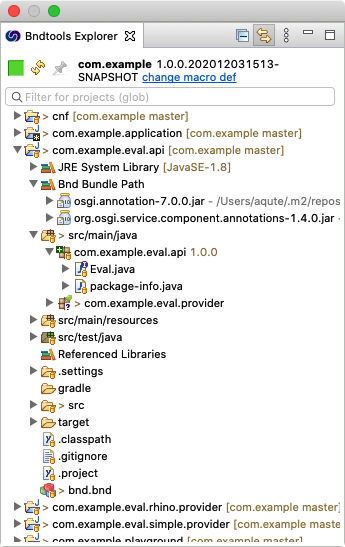 Bndtools Explorer
com.example 1.0.0.202012031513-
SNAPSHOT change macro def
Filter for projects (glob)
> cnf [com.example master]
> com.example.application [com.example master]
> com.example.eval.api [com.example master]
JRE System Library [JavaSE-1.8]
Bnd Bundle Path
osgi.annotation-7.0.0.jar - /Users/aqute/.m2/repos
org.osgi.service.component.annotations-1.4.0.jar -
> src/main/java
com.example.eval.api 1.0.0
Eval.java
package-info.java
> com.example.eval.provider
src/main/resources
src/test/java
Referenced Libraries
.settings
gradle
> src
target
.classpath
.gitignore
.project
> bnd.bnd
> com.example.eval.rhino.provider [com.example maste
> com.example.eval.simple.provider [com.example mast
> com.example.playground [com.example master]